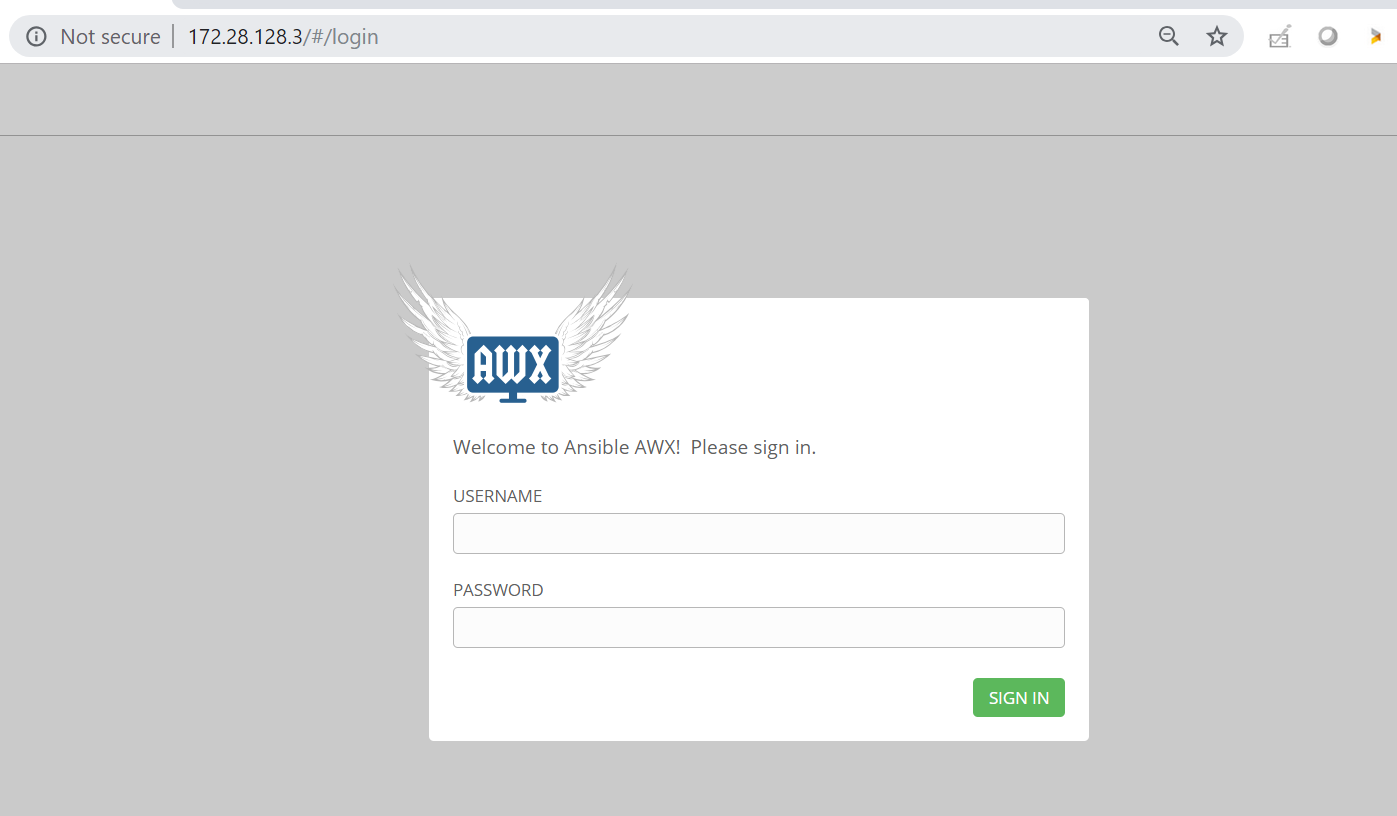 Not secure | 172.28.128.3/#/login
AWX
Welcome to Ansible AWX!  Please sign in.
USERNAME
PASSWORD
SIGN IN